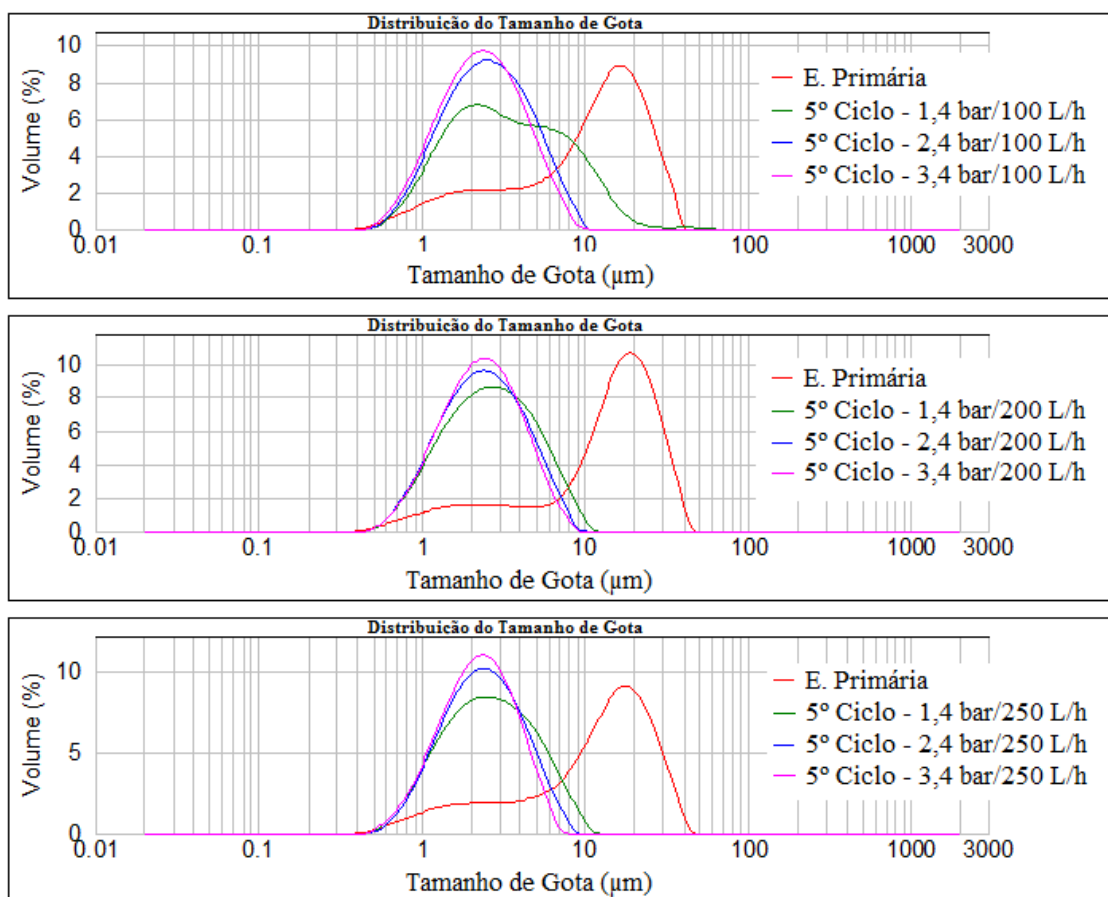 Distribuição do Tamanho de Gota
Volume (%)
10
8
6
4
2
0
0.01 0.1 1 10 100 1000 3000
Tamanho de Gota (µm)
E. Primária
5º Ciclo - 1,4 bar/100 L/h
5º Ciclo - 2,4 bar/100 L/h
5º Ciclo - 3,4 bar/100 L/h
Distribuição do Tamanho de Gota
Volume (%)
10
8
6
4
2
0
0.01 0.1 1 10 100 1000 3000
Tamanho de Gota (µm)
E. Primária
5º Ciclo - 1,4 bar/200 L/h
5º Ciclo - 2,4 bar/200 L/h
5º Ciclo - 3,4 bar/200 L/h
Distribuição do Tamanho de Gota
Volume (%)
10
5
0
0.01 0.1 1 10 100 1000 3000
Tamanho de Gota (µm)
E. Primária
5º Ciclo - 1,4 bar/250 L/h
5º Ciclo - 2,4 bar/250 L/h
5º Ciclo - 3,4 bar/250 L/h